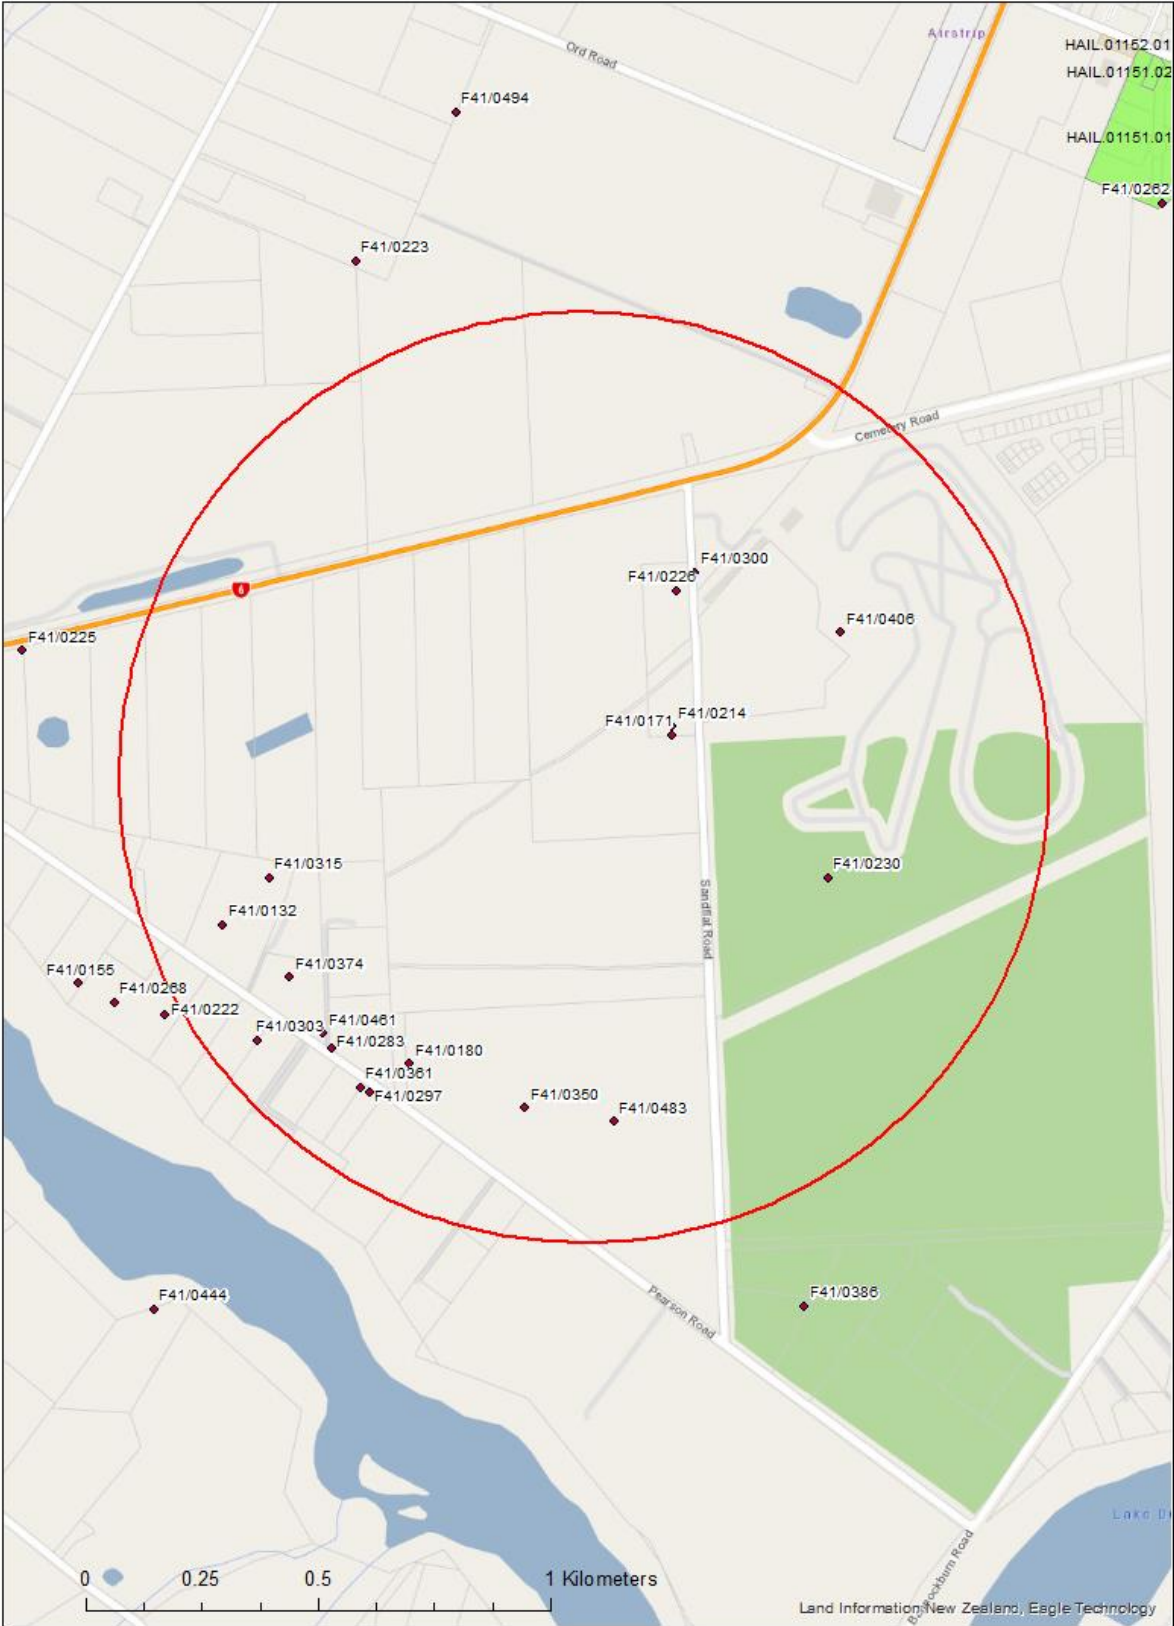 Airstrip
HAIL.01152.01
Ord Road
HAIL.01151.02
F41/0494
HAIL.01151.01
F41/0262
F41/0223
Cemetery Road
F41/0300
F41/0226
6
F41/0406
F41/0225
F41/0214
F41/0171
F41/0315
F41/0230
Sandflat Road
F41/0132
F41/0374
F41/0155
F41/0268
F41/0222
F41/0461
F41/0303
F41/0283
F41/0180
F41/0361
F41/0297
F41/0350
F41/0483
F41/0386
F41/0444
Pearson Road
Lake D
0 0.25 0.5 1 Kilometers
Bannockburn Road
Land Information New Zealand, Eagle Technology